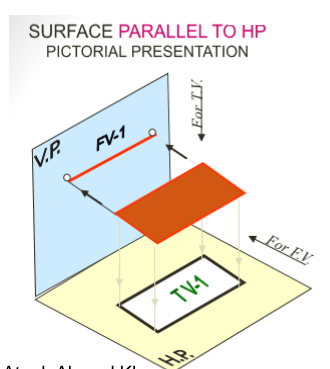 SURFACE PARALLEL TO HP
PICTORIAL PRESENTATION
For T.V.
V.P.
FV-1
For F.V.
TV-1
H.P.